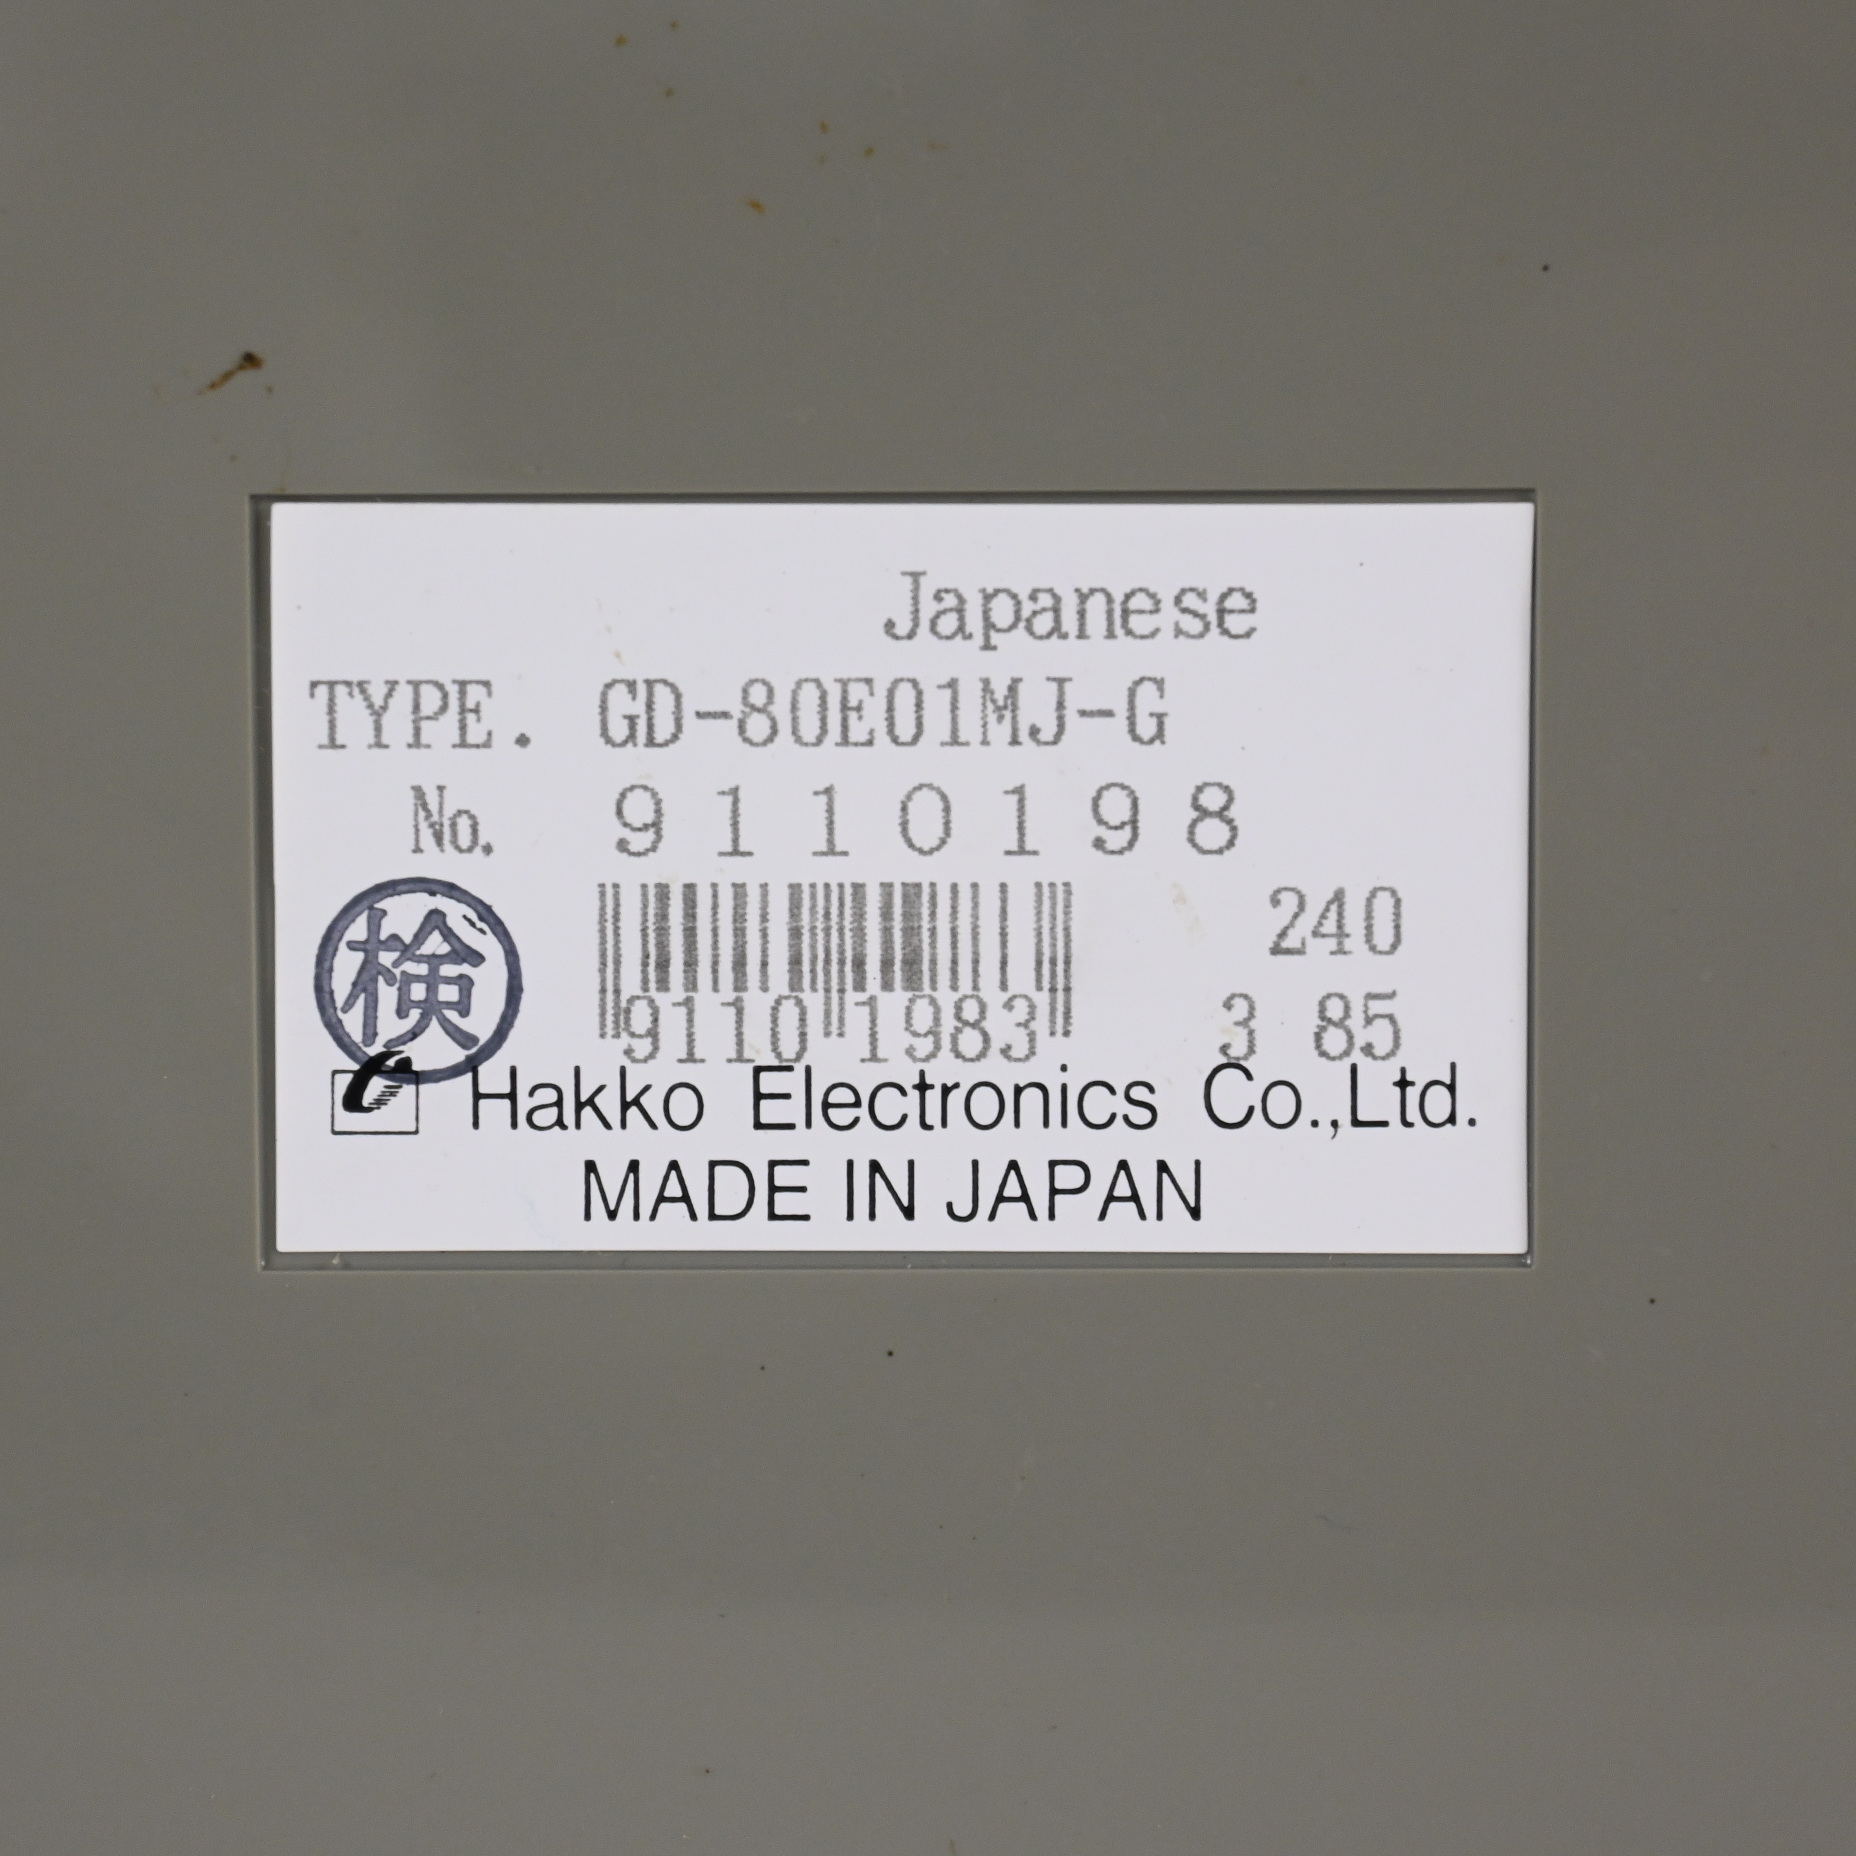 Japanese
TYPE. GD-80E01MJ-G
No. 9110198
240
検
9110 1983
3 85
Hakko Electronics Co.,Ltd.
MADE IN JAPAN